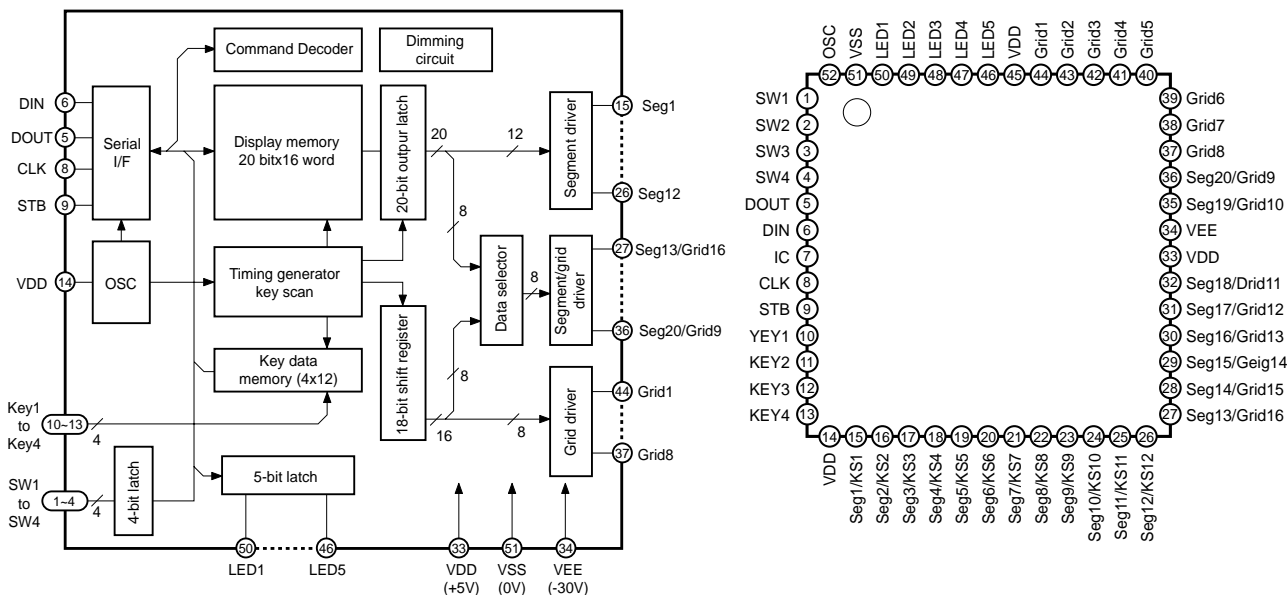 Command Decoder
Dimming
circuit
DIN
6
DOUT
5
CLK
8
STB
9
Serial
I/F
Display memory
20 bitx16 word
20-bit outpur latch
20
12
8
Segment driver
15
Seg1
26
Seg12
VDD
14
OSC
Timing generator
key scan
Data selector
8
Segment/grid
driver
27
Seg13/Grid16
36
Seg20/Grid9
Key data
memory (4x12)
18-bit shift register
8
16
8
Grid driver
44
Grid1
37
Grid8
Key1
to
Key4
10~13
4
SW1
to
SW4
1~4
4
4-bit latch
5-bit latch
50
LED1
46
LED5
33
VDD
(+5V)
51
VSS
(0V)
34
VEE
(-30V)
OSC
VSS
LED1
LED2
LED3
LED4
LED5
VDD
Grid1
Grid2
Grid3
Grid4
Grid5
52
51
50
49
48
47
46
45
44
43
42
41
40
SW1 1
SW2 2
SW3 3
SW4 4
DOUT 5
DIN 6
IC 7
CLK 8
STB 9
YEY1 10
KEY2 11
KEY3 12
KEY4 13
39 Grid6
38 Grid7
37 Grid8
36 Seg20/Grid9
35 Seg19/Grid10
34 VEE
33 VDD
32 Seg18/Drid11
31 Seg17/Grid12
30 Seg16/Grid13
29 Seg15/Geig14
28 Seg14/Grid15
27 Seg13/Grid16
14
15
16
17
18
19
20
21
22
23
24
25
26
VDD
Seg1/KS1
Seg2/KS2
Seg3/KS3
Seg4/KS4
Seg5/KS5
Seg6/KS6
Seg7/KS7
Seg8/KS8
Seg9/KS9
Seg10/KS10
Seg11/KS11
Seg12/KS12